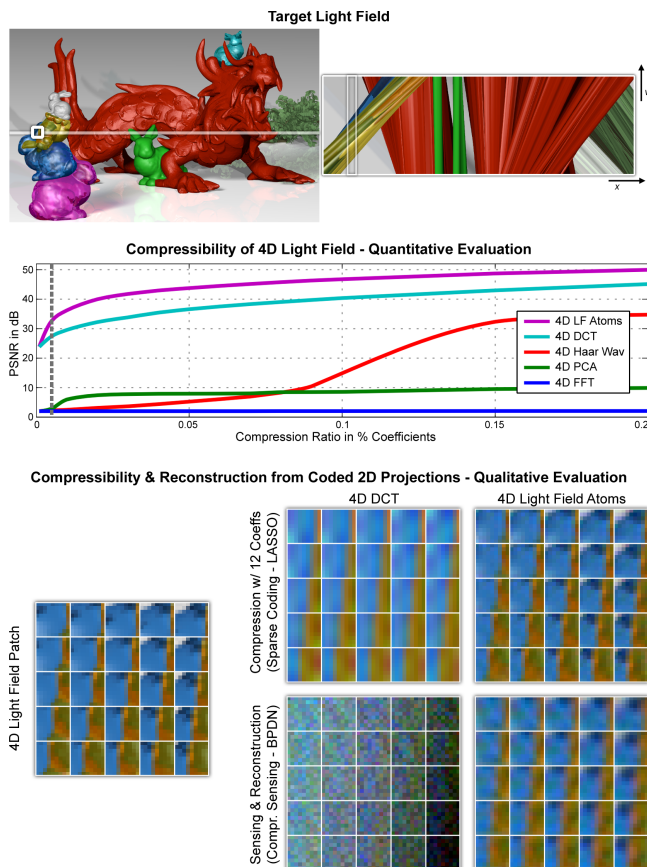 Target Light Field
x
Compressibility of 4D Light Field - Quantitative Evaluation
PSNR in dB
50
40
30
20
10
0
0
0.05
0.1
0.15
0.2
4D LF Atoms
4D DCT
4D Haar Wav
4D PCA
4D FFT
Compression Ratio in % Coefficients
Compressibility & Reconstruction from Coded 2D Projections - Qualitative Evaluation
4D DCT
4D Light Field Atoms
4D Light Field Patch
Compression w/ 12 Coeffs
(Sparse Coding - LASSO)
Sensing & Reconstruction
(Compr. Sensing - BPDN)